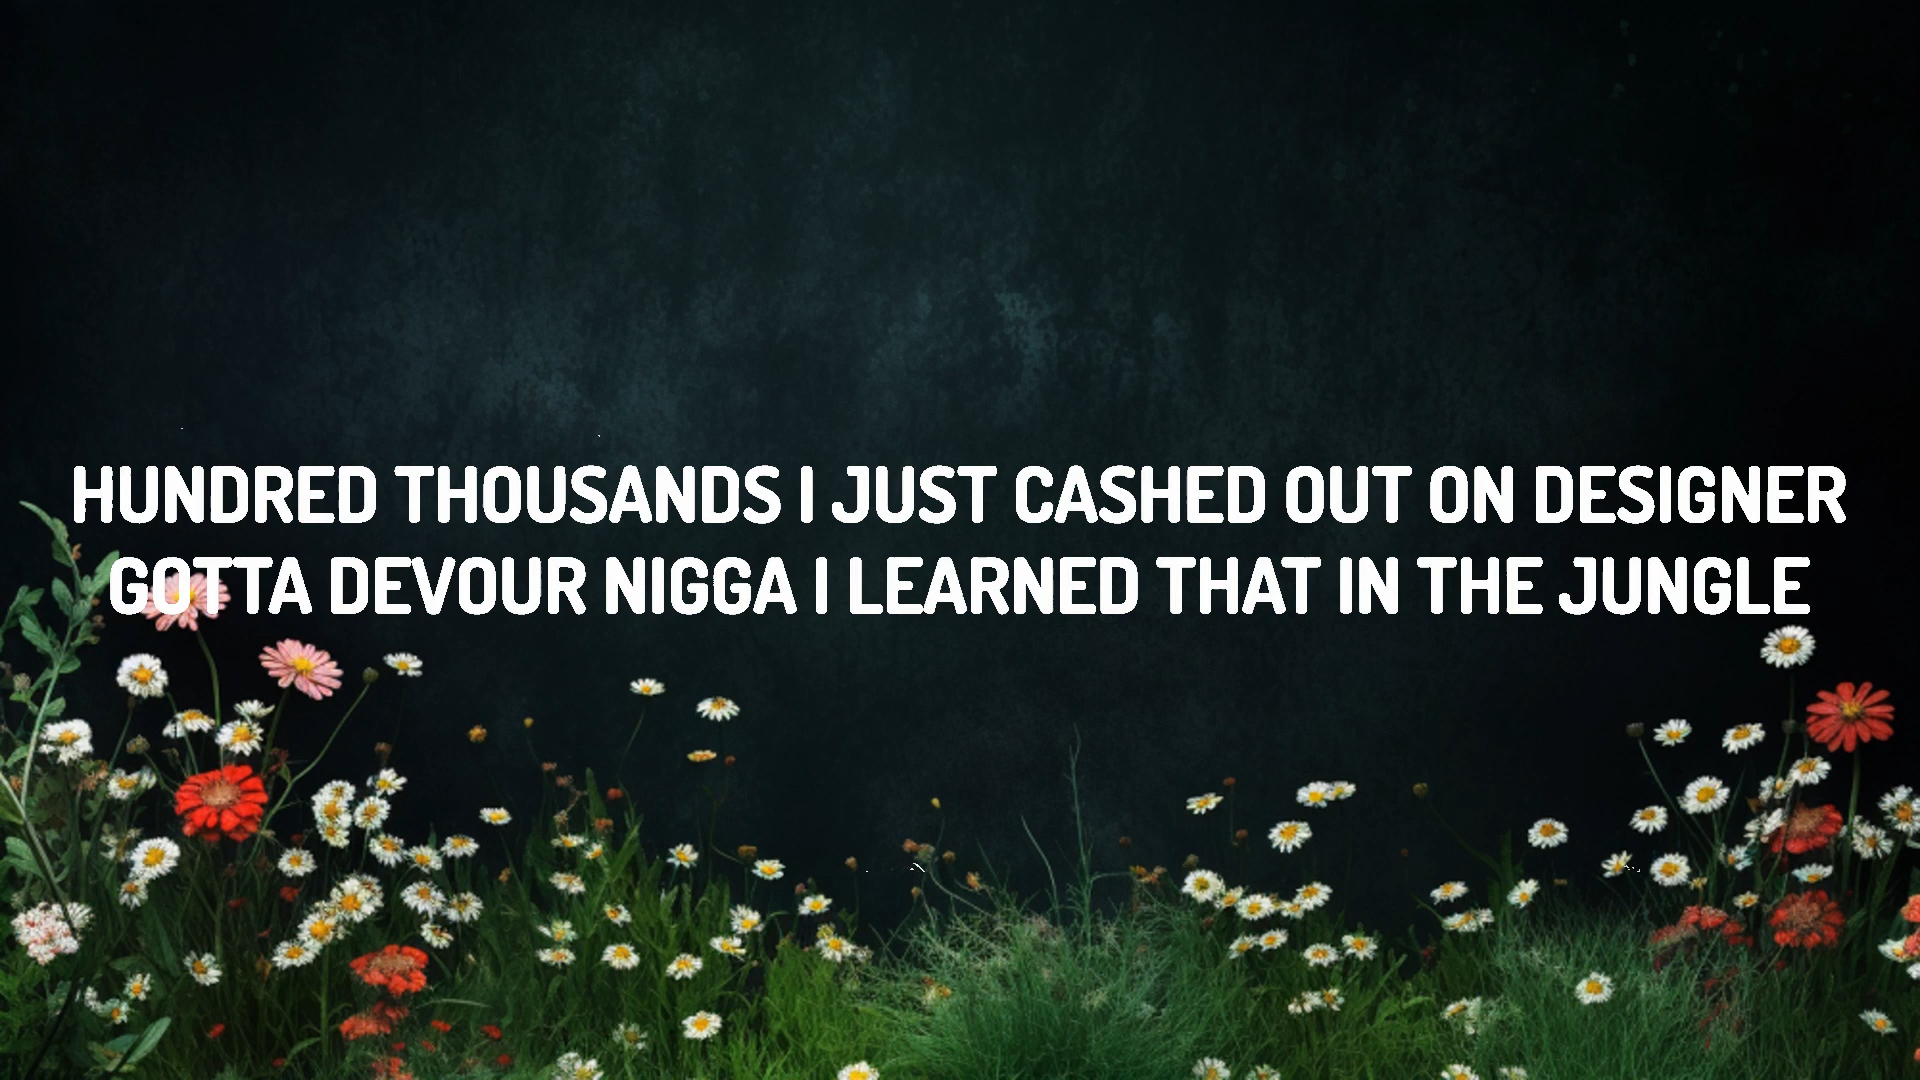 HUNDRED THOUSANDS I JUST CASHED OUT ON DESIGNER
GOTTA DEVOUR NIGGA I LEARNED THAT IN THE JUNGLE